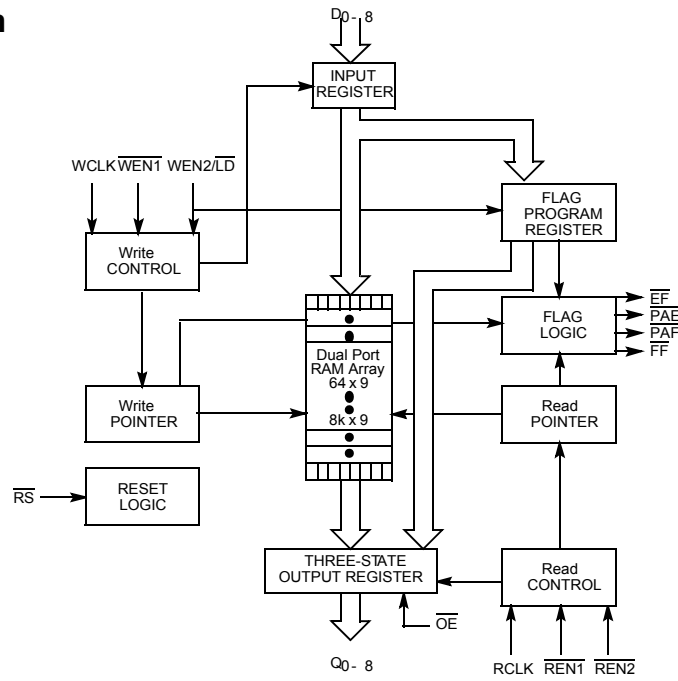 D0 - 8
INPUT
REGISTER
WCLK WEN1 WEN2/LD
FLAG
PROGRAM
REGISTER
Write
CONTROL
EF
FLAG
LOGIC
PAE
PAF
FF
Dual Port
RAM Array
64 x 9
8k x 9
Write
POINTER
Read
POINTER
RS
RESET
LOGIC
THREE-STATE
OUTPUT REGISTER
Read
CONTROL
OE
Q0 - 8
RCLK REN1 REN2